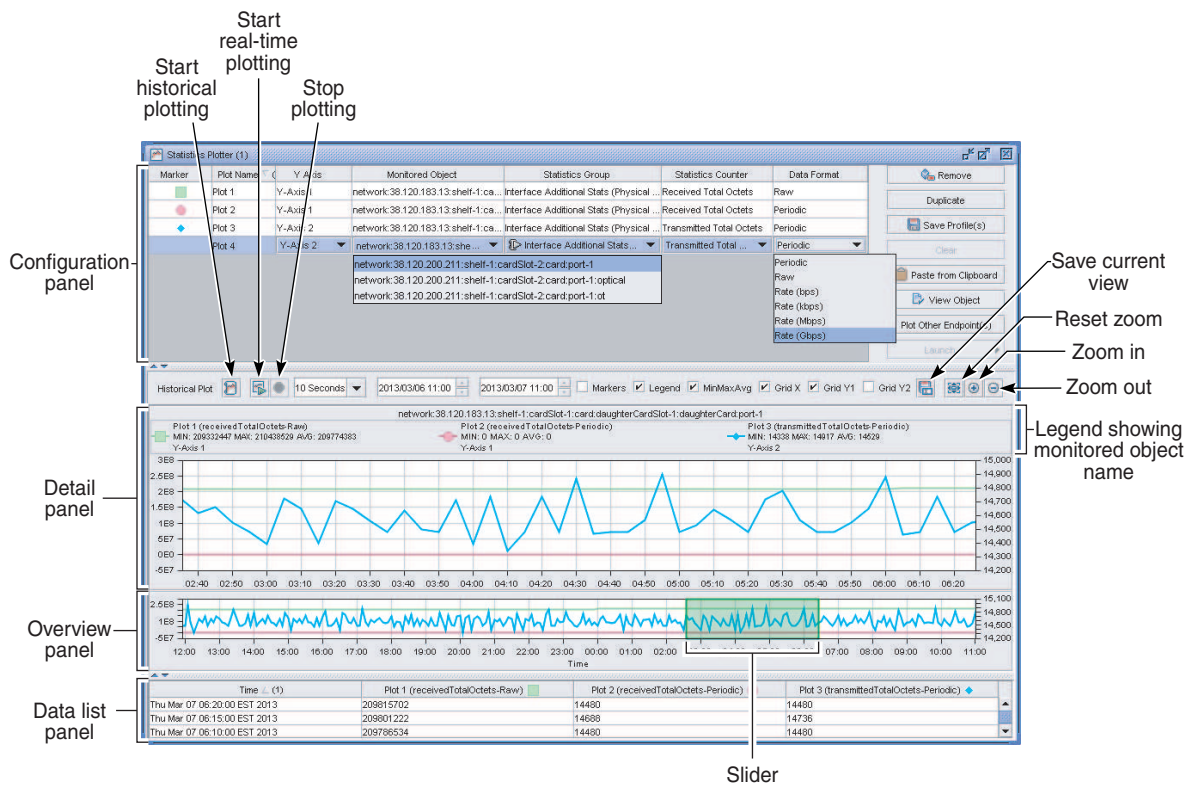 Start
real-time
plotting
Start
historical
plotting
Stop
plotting
Statistics Plotter (1)
Marker Plot Name Y Axis Monitored Object Statistics Group Statistics Counter Data Format
Plot 1 Y-Axis 1 network:38.120.183.13:shelf-1:ca... Interface Additional Stats (Physical ... Received Total Octets Raw
Plot 2 Y-Axis 1 network:38.120.183.13:shelf-1:ca... Interface Additional Stats (Physical ... Received Total Octets Periodic
Plot 3 Y-Axis 2 network:38.120.183.13:shelf-1:ca... Interface Additional Stats (Physical ... Transmitted Total Octets Periodic
Plot 4 Y-Axis 2 network:38.120.183.13:she... Interface Additional Stats... Transmitted Total ... Periodic
network:38.120.200.211:shelf-1:cardSlot-2:card:port-1
network:38.120.200.211:shelf-1:cardSlot-2:card:port-1:optical
network:38.120.200.211:shelf-1:cardSlot-2:card:port-1:ot
Periodic
Raw
Rate (bps)
Rate (kbps)
Rate (Mbps)
Rate (Gbps)
Remove
Duplicate
Save Profile(s)
Clear
Paste from Clipboard
View Object
Plot Other Endpoint(s)
Launch
Configuration
panel
Save current
view
Reset zoom
Zoom in
Zoom out
Historical Plot 10 Seconds 2013/03/06 11:00 2013/03/07 11:00 Markers Legend MinMaxAvg Grid X Grid Y1 Grid Y2
network:38.120.183.13:shelf-1:cardSlot-1:card:daughterCardSlot-1:daughterCard:port-1
Plot 1 (receivedTotalOctets-Raw) Plot 2 (receivedTotalOctets-Periodic) Plot 3 (transmittedTotalOctets-Periodic)
MIN: 209332447 MAX: 210438529 AVG: 209774383 MIN: 0 MAX: 0 AVG: 0 MIN: 14338 MAX: 14917 AVG: 14529
Y-Axis 1 Y-Axis 1 Y-Axis 2
Legend showing
monitored object
name
Detail
panel
3E8 15,000
2.5E8 14,900
2E8 14,800
1.5E8 14,700
1E8 14,600
5E7 14,500
0E0 14,400
-5E7 14,300
14,200
02:40 02:50 03:00 03:10 03:20 03:30 03:40 03:50 04:00 04:10 04:20 04:30 04:40 04:50 05:00 05:10 05:20 05:30 05:40 05:50 06:00 06:10 06:20
Overview
panel
2.5E8 15,100
14,800
1E8 14,500
-5E7 14,200
12:00 13:00 14:00 15:00 16:00 17:00 18:00 19:00 20:00 21:00 22:00 23:00 00:00 01:00 02:00 07:00 08:00 09:00 10:00 11:00
Time
Data list
panel
Time (1) Plot 1 (receivedTotalOctets-Raw) Plot 2 (receivedTotalOctets-Periodic) Plot 3 (transmittedTotalOctets-Periodic)
Thu Mar 07 06:20:00 EST 2013 209815702 14480 14480
Thu Mar 07 06:15:00 EST 2013 209801222 14688 14736
Thu Mar 07 06:10:00 EST 2013 209786534 14480 14480
Slider